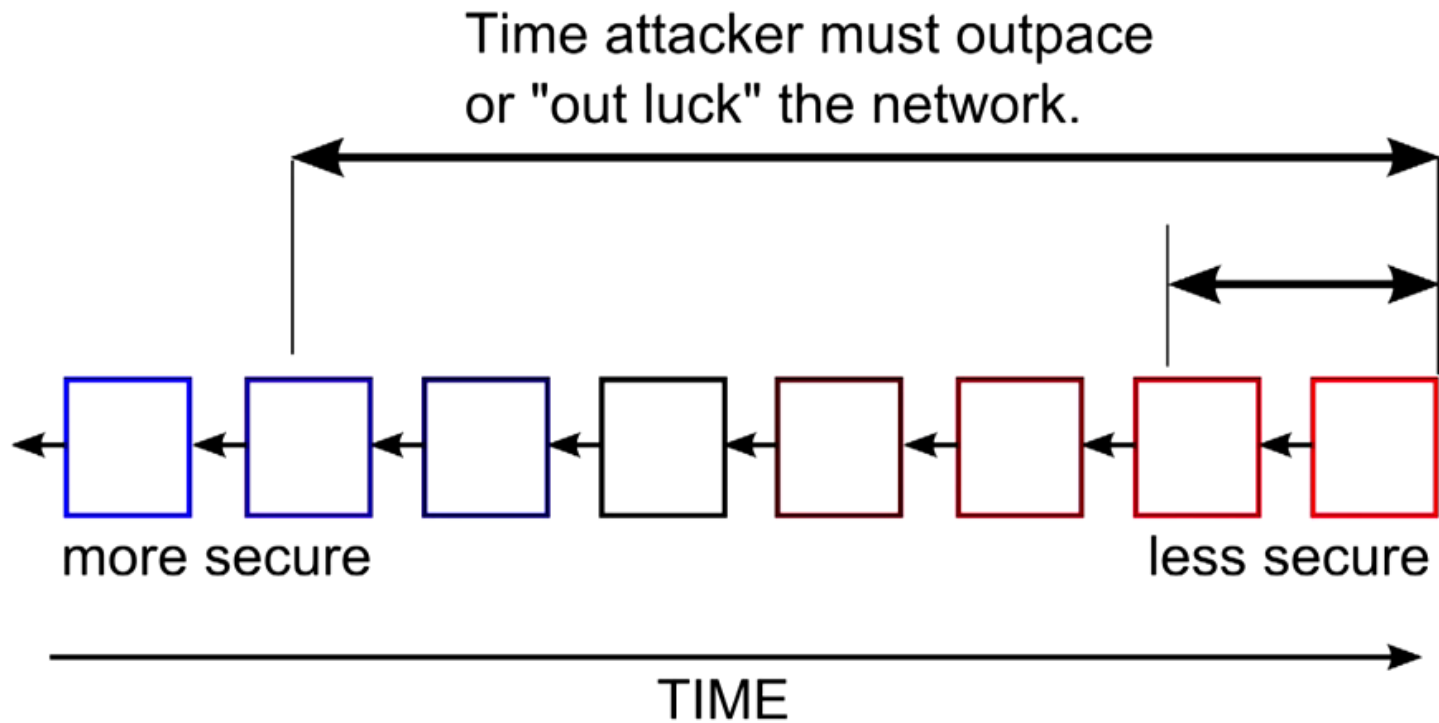 Time attacker must outpace
or "out luck" the network.
more secure
less secure
TIME